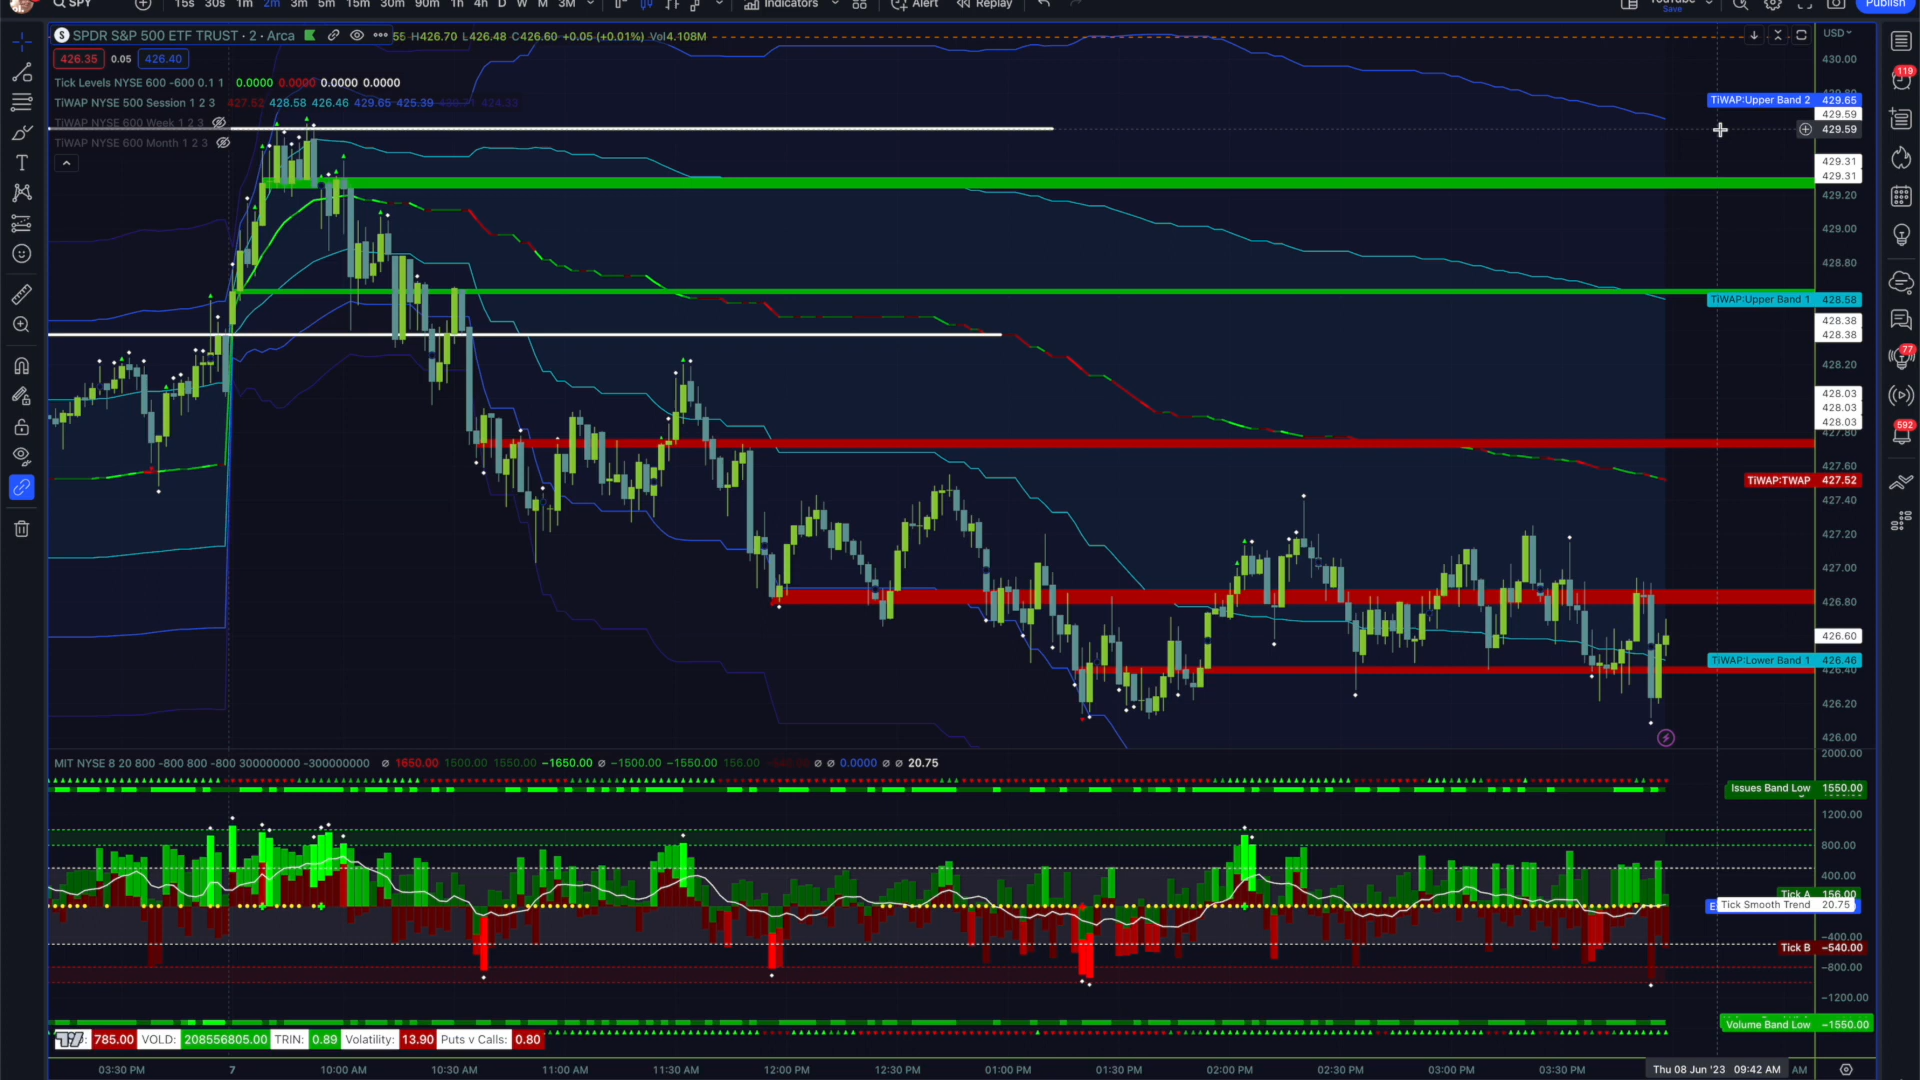 SPY
15s 30s 1m 2m 3m 5m 15m 30m 90m 1h 4h D W M 3M
Indicators
Alert
Replay
Save
Publish
SPDR S&P 500 ETF TRUST · 2 · Arca
55 H426.70 L426.48 C426.60 +0.05 (+0.01%) Vol4.108M
USD
426.35 0.05 426.40
Tick Levels NYSE 600 -600 0.1 1 0.0000 0.0000 0.0000 0.0000
TiWAP NYSE 500 Session 1 2 3 427.52 428.58 426.46 429.65 425.39 424.33
TiWAP NYSE 600 Week 1 2 3
TiWAP NYSE 600 Month 1 2 3
430.00
TiWAP:Upper Band 2 429.65
429.59
429.59
429.31
429.31
429.20
429.00
428.80
TiWAP:Upper Band 1 428.58
428.38
428.38
428.20
428.03
428.03
428.03
427.80
427.60
TiWAP:TWAP 427.52
427.40
427.20
427.00
426.80
426.60
TiWAP:Lower Band 1 426.46
426.40
426.20
426.00
119
77
592
MIT NYSE 8 20 800 -800 800 -800 300000000 -300000000 ∅ 1650.00 1500.00 1550.00 −1650.00 ∅ −1500.00 −1550.00 156.00 ∅ ∅ 0.0000 ∅ ∅ 20.75
2000.00
Issues Band Low 1550.00
1200.00
800.00
400.00
Tick A 156.00
Tick Smooth Trend 20.75
−400.00
Tick B −540.00
−800.00
−1200.00
Volume Band Low −1550.00
785.00 VOLD: 208556805.00 TRIN: 0.89 Volatility: 13.90 Puts v Calls: 0.80
03:30 PM 7 10:00 AM 10:30 AM 11:00 AM 11:30 AM 12:00 PM 12:30 PM 01:00 PM 01:30 PM 02:00 PM 02:30 PM 03:00 PM 03:30 PM Thu 08 Jun '23 09:42 AM AM